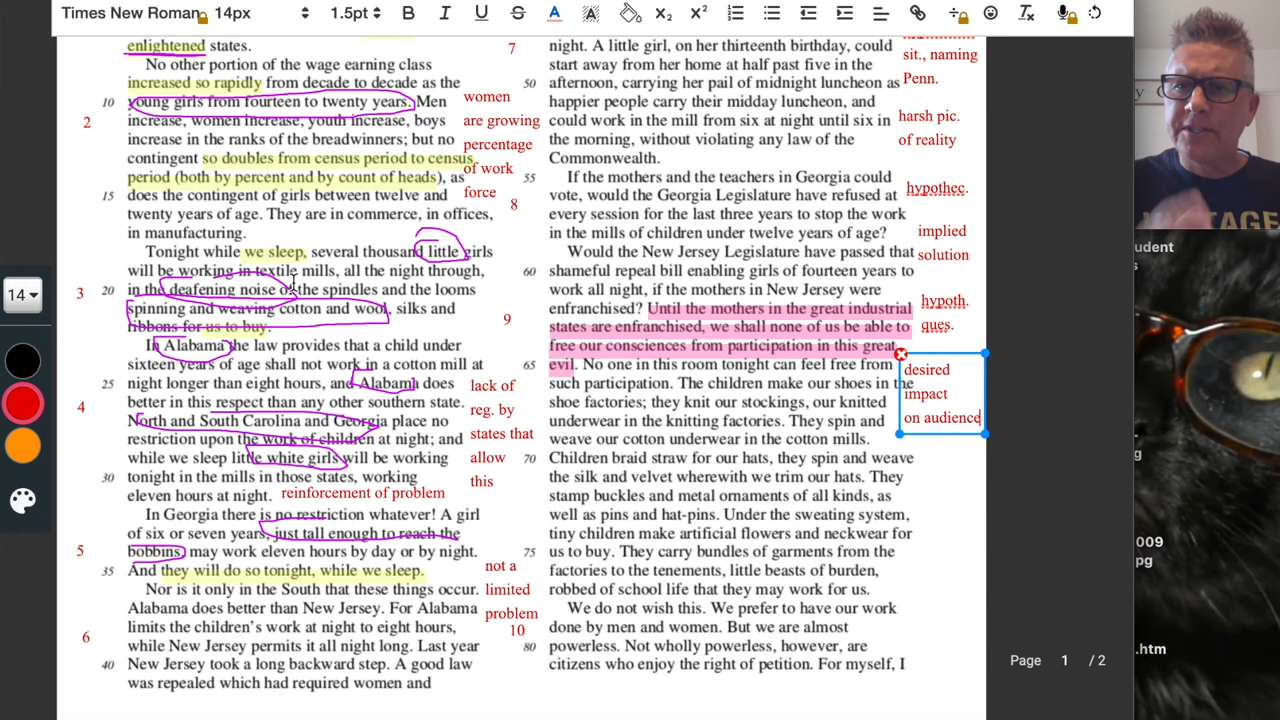 Times New Roman 14px 1.5pt B I U S A A X₂ X² Tx
enlightened states.
No other portion of the wage earning class
increased so rapidly from decade to decade as the
10 young girls from fourteen to twenty years. Men
increase, women increase, youth increase, boys
increase in the ranks of the breadwinners; but no
contingent so doubles from census period to census
period (both by percent and by count of heads), as
15 does the contingent of girls between twelve and
twenty years of age. They are in commerce, in offices,
in manufacturing.
Tonight while we sleep, several thousand little girls
will be working in textile mills, all the night through,
20 in the deafening noise of the spindles and the looms
spinning and weaving cotton and wool, silks and
ribbons for us to buy.
In Alabama the law provides that a child under
sixteen years of age shall not work in a cotton mill at
25 night longer than eight hours, and Alabama does
better in this respect than any other southern state.
North and South Carolina and Georgia place no
restriction upon the work of children at night; and
while we sleep little white girls will be working
30 tonight in the mills in those states, working
eleven hours at night. reinforcement of problem
In Georgia there is no restriction whatever! A girl
of six or seven years, just tall enough to reach the
bobbins, may work eleven hours by day or by night.
35 And they will do so tonight, while we sleep.
Nor is it only in the South that these things occur.
Alabama does better than New Jersey. For Alabama
limits the children's work at night to eight hours,
while New Jersey permits it all night long. Last year
40 New Jersey took a long backward step. A good law
was repealed which had required women and
2
3
4
5
6
7
women
are growing
percentage
of work
force
8
9
lack of
reg. by
states that
allow
this
not a
limited
problem
10
night. A little girl, on her thirteenth birthday, could
start away from her home at half past five in the
50 afternoon, carrying her pail of midnight luncheon as
happier people carry their midday luncheon, and
could work in the mill from six at night until six in
the morning, without violating any law of the
Commonwealth.
55 If the mothers and the teachers in Georgia could
vote, would the Georgia Legislature have refused at
every session for the last three years to stop the work
in the mills of children under twelve years of age?
Would the New Jersey Legislature have passed that
60 shameful repeal bill enabling girls of fourteen years to
work all night, if the mothers in New Jersey were
enfranchised? Until the mothers in the great industrial
states are enfranchised, we shall none of us be able to
free our consciences from participation in this great
65 evil. No one in this room tonight can feel free from
such participation. The children make our shoes in the
shoe factories; they knit our stockings, our knitted
underwear in the knitting factories. They spin and
weave our cotton underwear in the cotton mills.
70 Children braid straw for our hats, they spin and weave
the silk and velvet wherewith we trim our hats. They
stamp buckles and metal ornaments of all kinds, as
well as pins and hat-pins. Under the sweating system,
tiny children make artificial flowers and neckwear for
75 us to buy. They carry bundles of garments from the
factories to the tenements, little beasts of burden,
robbed of school life that they may work for us.
We do not wish this. We prefer to have our work
done by men and women. But we are almost
80 powerless. Not wholly powerless, however, are
citizens who enjoy the right of petition. For myself, I
sit., naming
Penn.
harsh pic.
of reality
hypothec.
implied
solution
hypoth.
ques.
desired
impact
on audience
14
Page 1 / 2
udent
s
g
009
pg
.htm